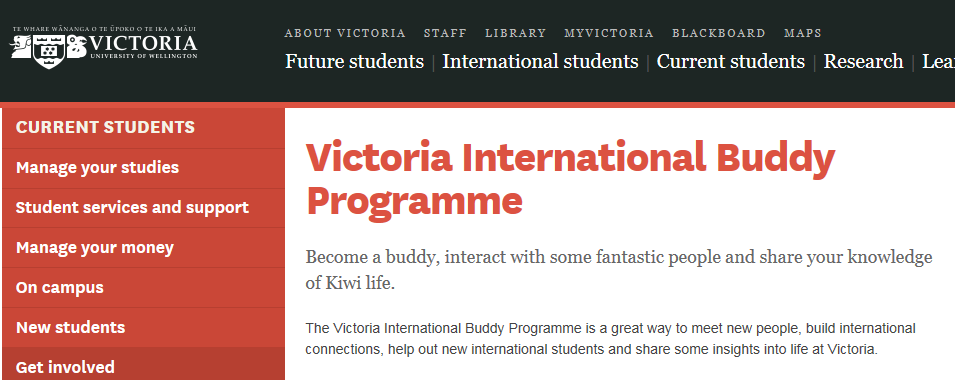 TE WHARE WĀNANGA O TE ŪPOKO O TE IKA A MĀUI
VICTORIA
UNIVERSITY OF WELLINGTON
ABOUT VICTORIA STAFF LIBRARY MYVICTORIA BLACKBOARD MAPS
Future students | International students | Current students | Research | Lea
CURRENT STUDENTS
Manage your studies
Student services and support
Manage your money
On campus
New students
Get involved
Victoria International Buddy
Programme
Become a buddy, interact with some fantastic people and share your knowledge
of Kiwi life.
The Victoria International Buddy Programme is a great way to meet new people, build international
connections, help out new international students and share some insights into life at Victoria.